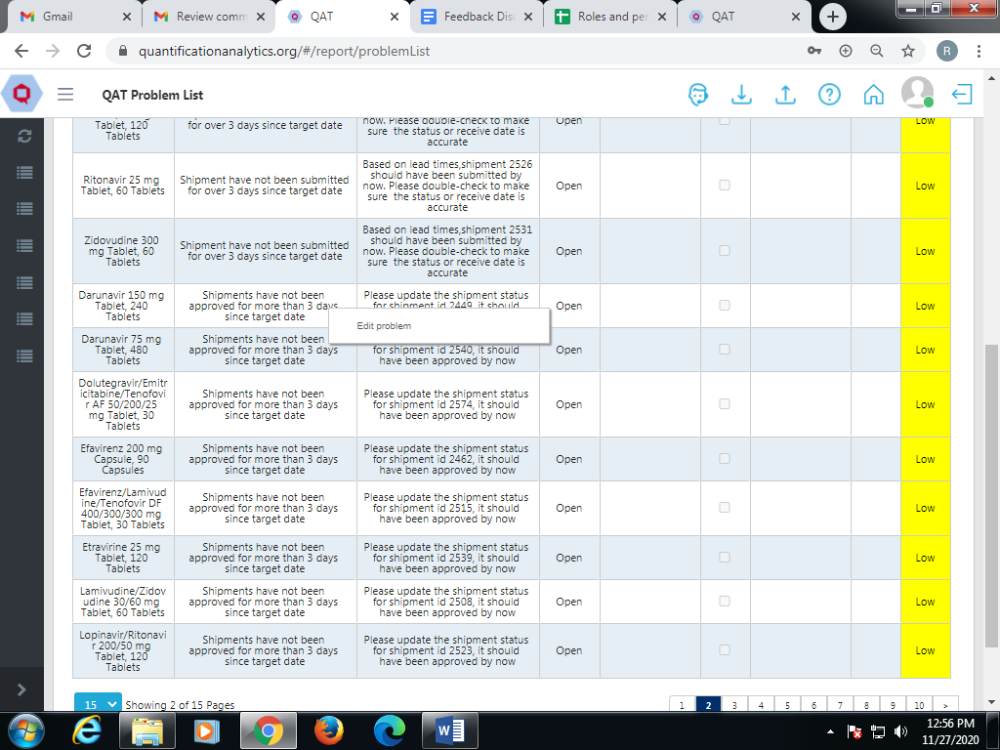 Gmail
Review comm
QAT
Feedback Dis
Roles and per
QAT
quantificationanalytics.org/#/report/problemList
R
QAT Problem List
Tablet, 120
Tablets
for over 3 days since target date
now. Please double-check to make
sure the status or receive date is
accurate
Open
Low
Ritonavir 25 mg
Tablet, 60 Tablets
Shipment have not been submitted
for over 3 days since target date
Based on lead times,shipment 2526
should have been submitted by
now. Please double-check to make
sure the status or receive date is
accurate
Open
Low
Zidovudine 300
mg Tablet, 60
Tablets
Shipment have not been submitted
for over 3 days since target date
Based on lead times,shipment 2531
should have been submitted by
now. Please double-check to make
sure the status or receive date is
accurate
Open
Low
Darunavir 150 mg
Tablet, 240
Tablets
Shipments have not been
approved for more than 3 days
since target date
Please update the shipment status
for shipment id 2449, it should
Open
Low
Edit problem
Darunavir 75 mg
Tablet, 480
Tablets
Shipments have not been
approved for more than 3 days
since target date
for shipment id 2540, it should
have been approved by now
Open
Low
Dolutegravir/Emitr
icitabine/Tenofovi
r AF 50/200/25
mg Tablet, 30
Tablets
Shipments have not been
approved for more than 3 days
since target date
Please update the shipment status
for shipment id 2574, it should
have been approved by now
Open
Low
Efavirenz 200 mg
Capsule, 90
Capsules
Shipments have not been
approved for more than 3 days
since target date
Please update the shipment status
for shipment id 2462, it should
have been approved by now
Open
Low
Efavirenz/Lamivud
ine/Tenofovir DF
400/300/300 mg
Tablet, 30 Tablets
Shipments have not been
approved for more than 3 days
since target date
Please update the shipment status
for shipment id 2515, it should
have been approved by now
Open
Low
Etravirine 25 mg
Tablet, 120
Tablets
Shipments have not been
approved for more than 3 days
since target date
Please update the shipment status
for shipment id 2539, it should
have been approved by now
Open
Low
Lamivudine/Zidov
udine 30/60 mg
Tablet, 60 Tablets
Shipments have not been
approved for more than 3 days
since target date
Please update the shipment status
for shipment id 2508, it should
have been approved by now
Open
Low
Lopinavir/Ritonavi
r 200/50 mg
Tablet, 120
Tablets
Shipments have not been
approved for more than 3 days
since target date
Please update the shipment status
for shipment id 2523, it should
have been approved by now
Open
Low
15 Showing 2 of 15 Pages
1 2 3 4 5 6 7 8 9 10 >
12:56 PM
11/27/2020